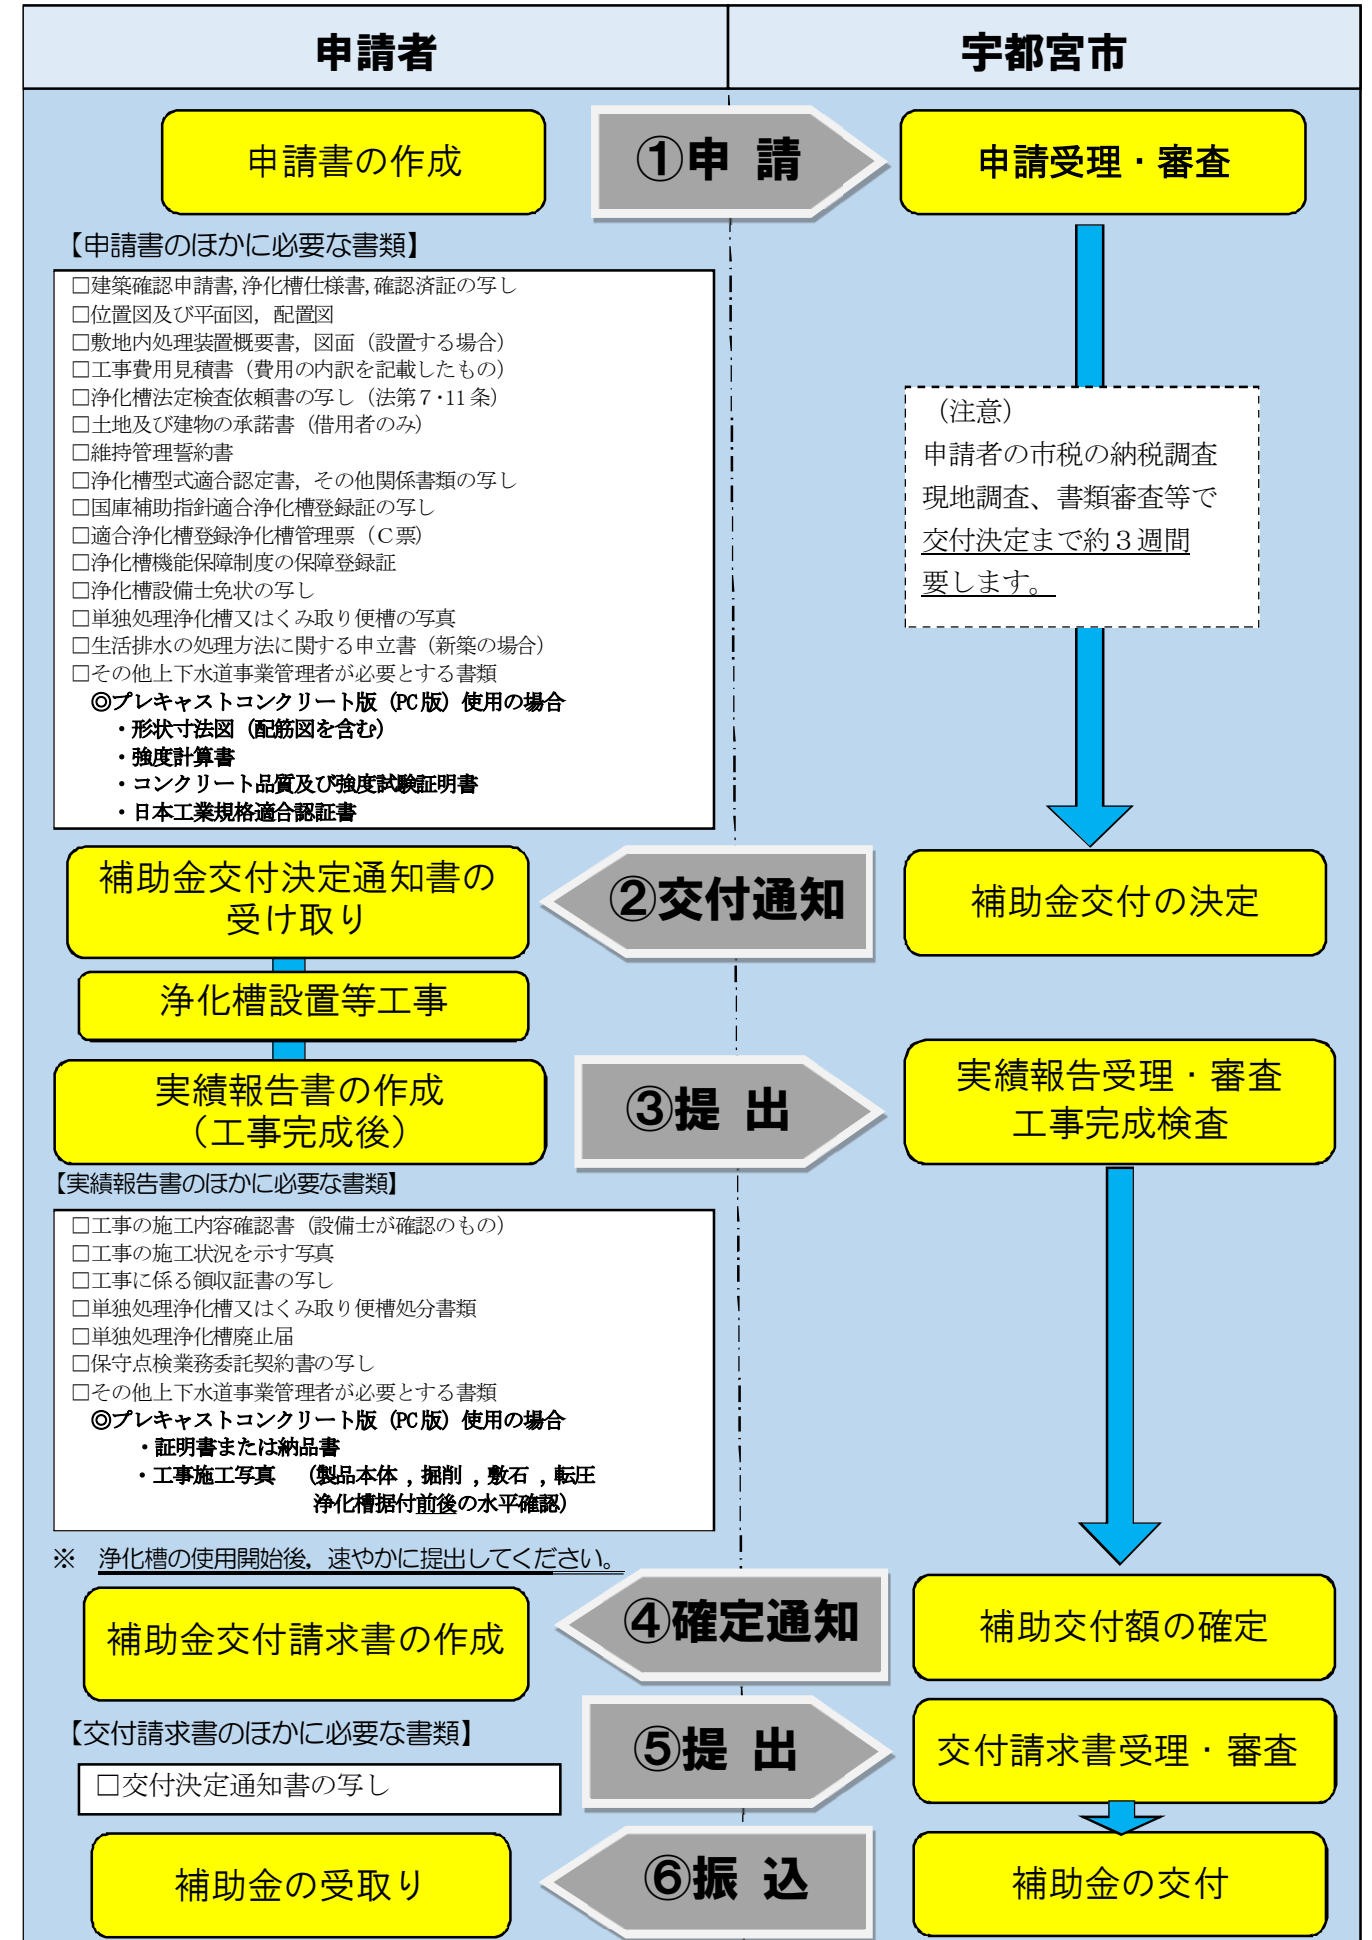 申請者
宇都宮市
申請書の作成
①申 請
申請受理・審査
【申請書のほかに必要な書類】
□建築確認申請書,浄化槽仕様書,確認済証の写し
□位置図及び平面図，配置図
□敷地内処理装置概要書，図面（設置する場合）
□工事費用見積書（費用の内訳を記載したもの）
□浄化槽法定検査依頼書の写し（法第７・11 条）
□土地及び建物の承諾書（借用者のみ）
□維持管理誓約書
□浄化槽型式適合認定書，その他関係書類の写し
□国庫補助指針適合浄化槽登録証の写し
□適合浄化槽登録浄化槽管理票（Ｃ票）
□浄化槽機能保障制度の保障登録証
□浄化槽設備士免状の写し
□単独処理浄化槽又はくみ取り便槽の写真
□生活排水の処理方法に関する申立書（新築の場合）
□その他上下水道事業管理者が必要とする書類
◎プレキャストコンクリート版（PC版）使用の場合
・形状寸法図（配筋図を含む）
・強度計算書
・コンクリート品質及び強度試験証明書
・日本工業規格適合認証書
（注意）
申請者の市税の納税調査
現地調査、書類審査等で
交付決定まで約３週間
要します。
補助金交付決定通知書の
受け取り
②交付通知
補助金交付の決定
浄化槽設置等工事
実績報告書の作成
（工事完成後）
③提 出
実績報告受理・審査
工事完成検査
【実績報告書のほかに必要な書類】
□工事の施工内容確認書（設備士が確認のもの）
□工事の施工状況を示す写真
□工事に係る領収証書の写し
□単独処理浄化槽又はくみ取り便槽処分書類
□単独処理浄化槽廃止届
□保守点検業務委託契約書の写し
□その他上下水道事業管理者が必要とする書類
◎プレキャストコンクリート版（PC版）使用の場合
・証明書または納品書
・工事施工写真　（製品本体，掘削，敷石，転圧
浄化槽据付前後の水平確認）
※　浄化槽の使用開始後，速やかに提出してください。
補助金交付請求書の作成
④確定通知
補助交付額の確定
【交付請求書のほかに必要な書類】
□交付決定通知書の写し
⑤提 出
交付請求書受理・審査
補助金の受取り
⑥振 込
補助金の交付